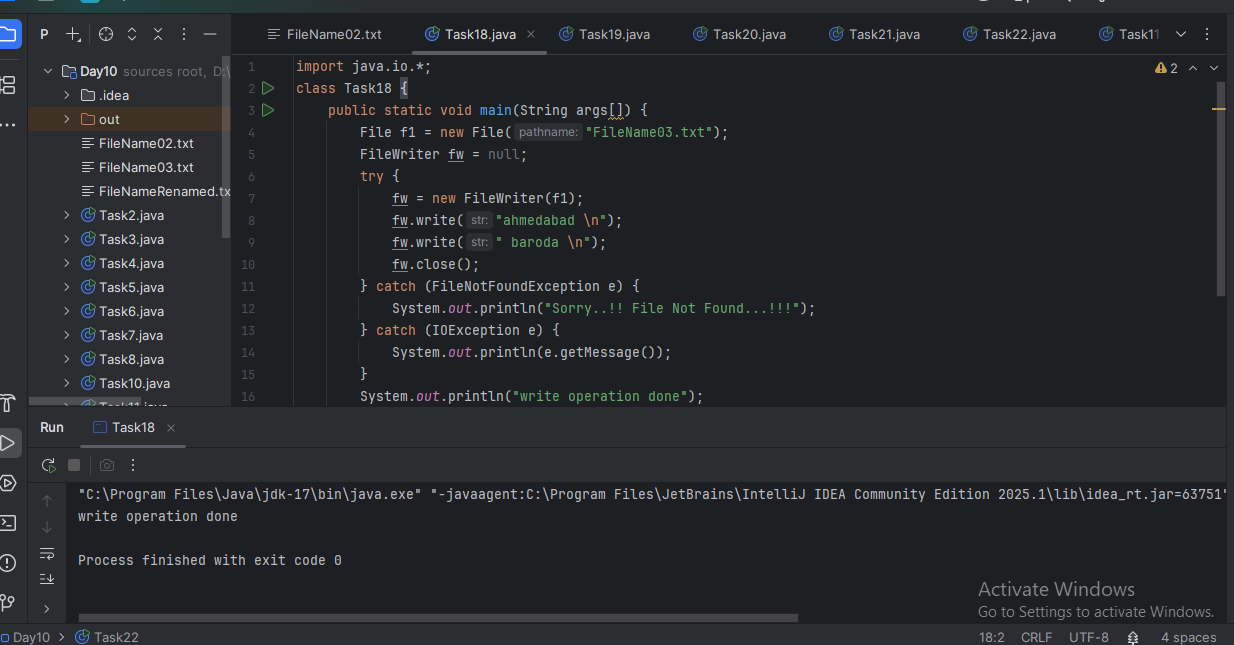 P
FileName02.txt
Task18.java
Task19.java
Task20.java
Task21.java
Task22.java
Task11
Day10 sources root, D:\
.idea
out
FileName02.txt
FileName03.txt
FileNameRenamed.tx
Task2.java
Task3.java
Task4.java
Task5.java
Task6.java
Task7.java
Task8.java
Task10.java
Task11.java
2
1 import java.io.*;
2 class Task18 {
3 public static void main(String args[]) {
4 File f1 = new File( pathname: "FileName03.txt");
5 FileWriter fw = null;
6 try {
7 fw = new FileWriter(f1);
8 fw.write( str: "ahmedabad \n");
9 fw.write( str: " baroda \n");
10 fw.close();
11 } catch (FileNotFoundException e) {
12 System.out.println("Sorry..!! File Not Found...!!!");
13 } catch (IOException e) {
14 System.out.println(e.getMessage());
15 }
16 System.out.println("write operation done");
Run Task18
"C:\Program Files\Java\jdk-17\bin\java.exe" "-javaagent:C:\Program Files\JetBrains\IntelliJ IDEA Community Edition 2025.1\lib\idea_rt.jar=63751"
write operation done
Process finished with exit code 0
Activate Windows
Go to Settings to activate Windows.
Day10 > Task22
18:2 CRLF UTF-8 4 spaces